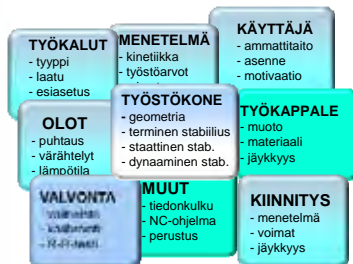 TYÖKALUT
- tyyppi
- laatu
- esiasetus
MENETELMÄ
- kinetiikka
- työstöarvot
KÄYTTÄJÄ
- ammattitaito
- asenne
- motivaatio
OLOT
- puhtaus
- värähtelyt
- lämpötila
TYÖSTÖKONE
- geometria
- terminen stabiilius
- staattinen stab.
- dynaaminen stab.
TYÖKAPPALE
- muoto
- materiaali
- jäykkyys
VALVONTA
MUUT
- tiedonkulku
- NC-ohjelma
- perustus
KIINNITYS
- menetelmä
- voimat
- jäykkyys